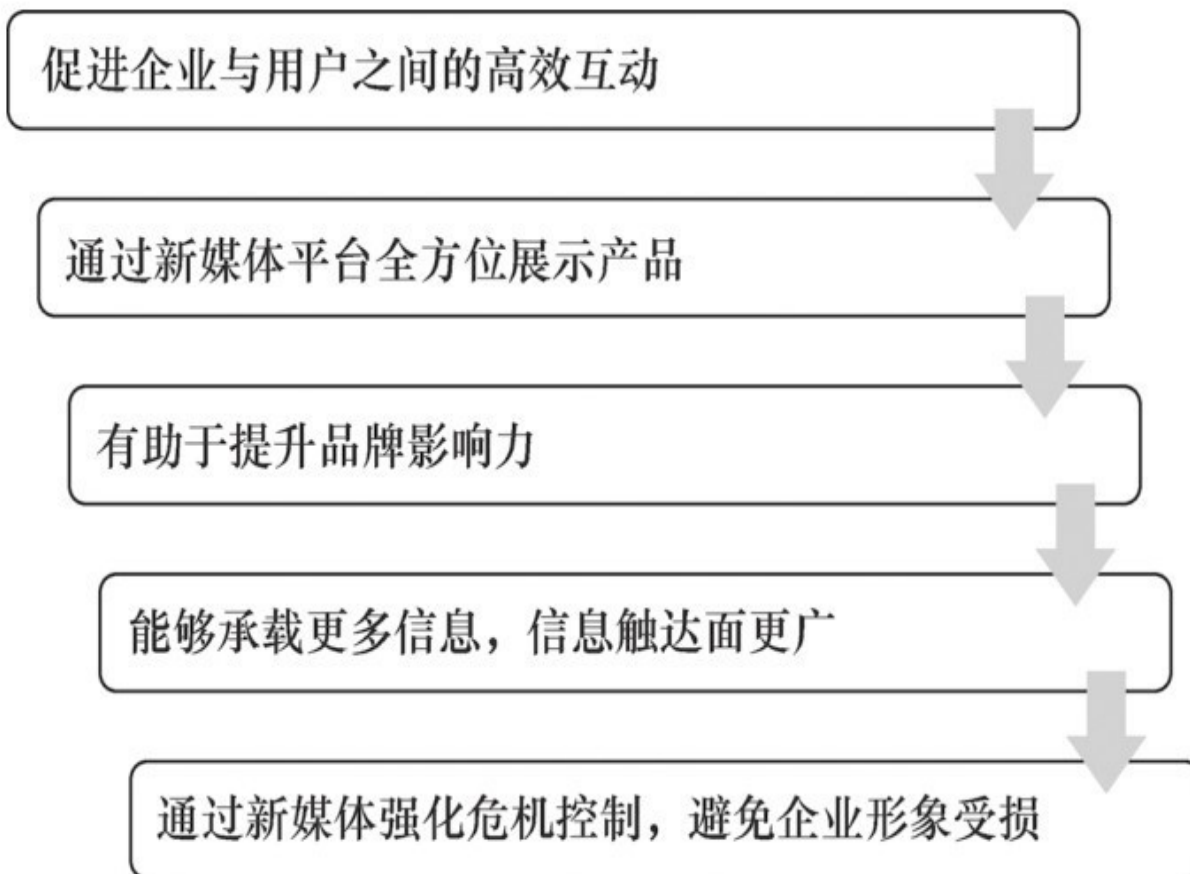 促进企业与用户之间的高效互动
通过新媒体平台全方位展示产品
有助于提升品牌影响力
能够承载更多信息，信息触达面更广
通过新媒体强化危机控制，避免企业形象受损